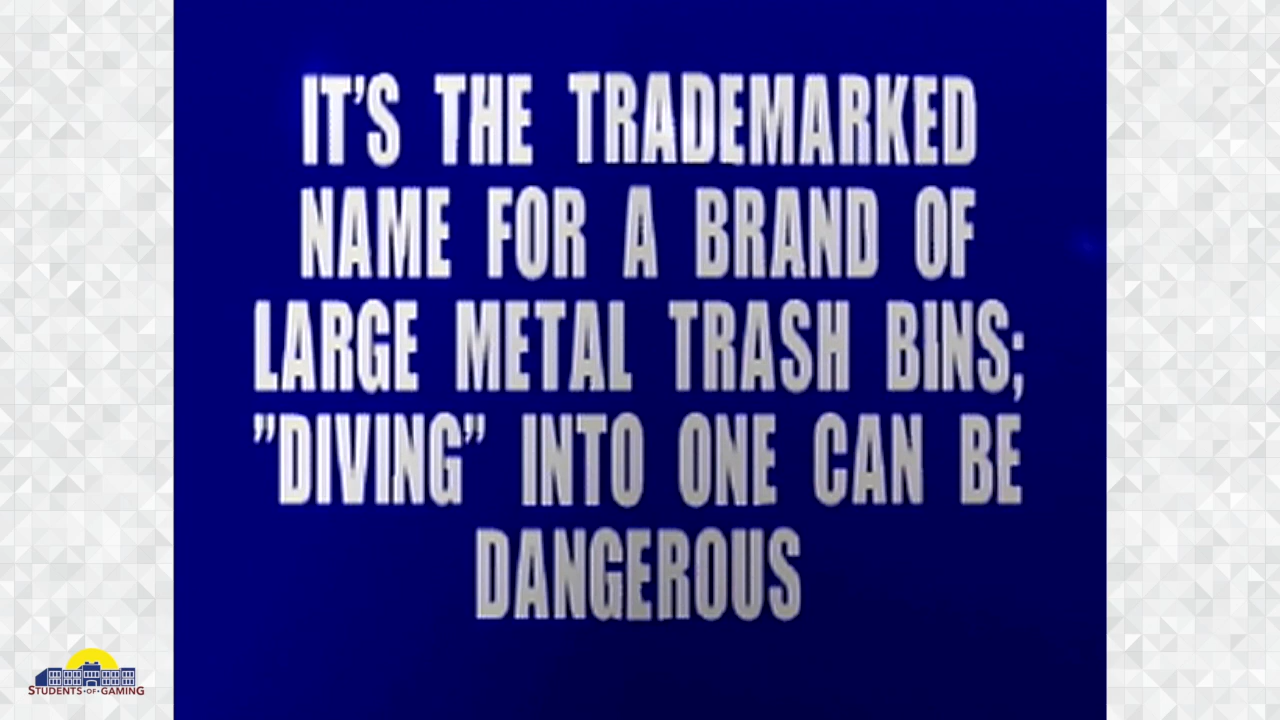 IT'S THE TRADEMARKED
NAME FOR A BRAND OF
LARGE METAL TRASH BINS;
"DIVING" INTO ONE CAN BE
DANGEROUS
STUDENTS·OF·GAMING